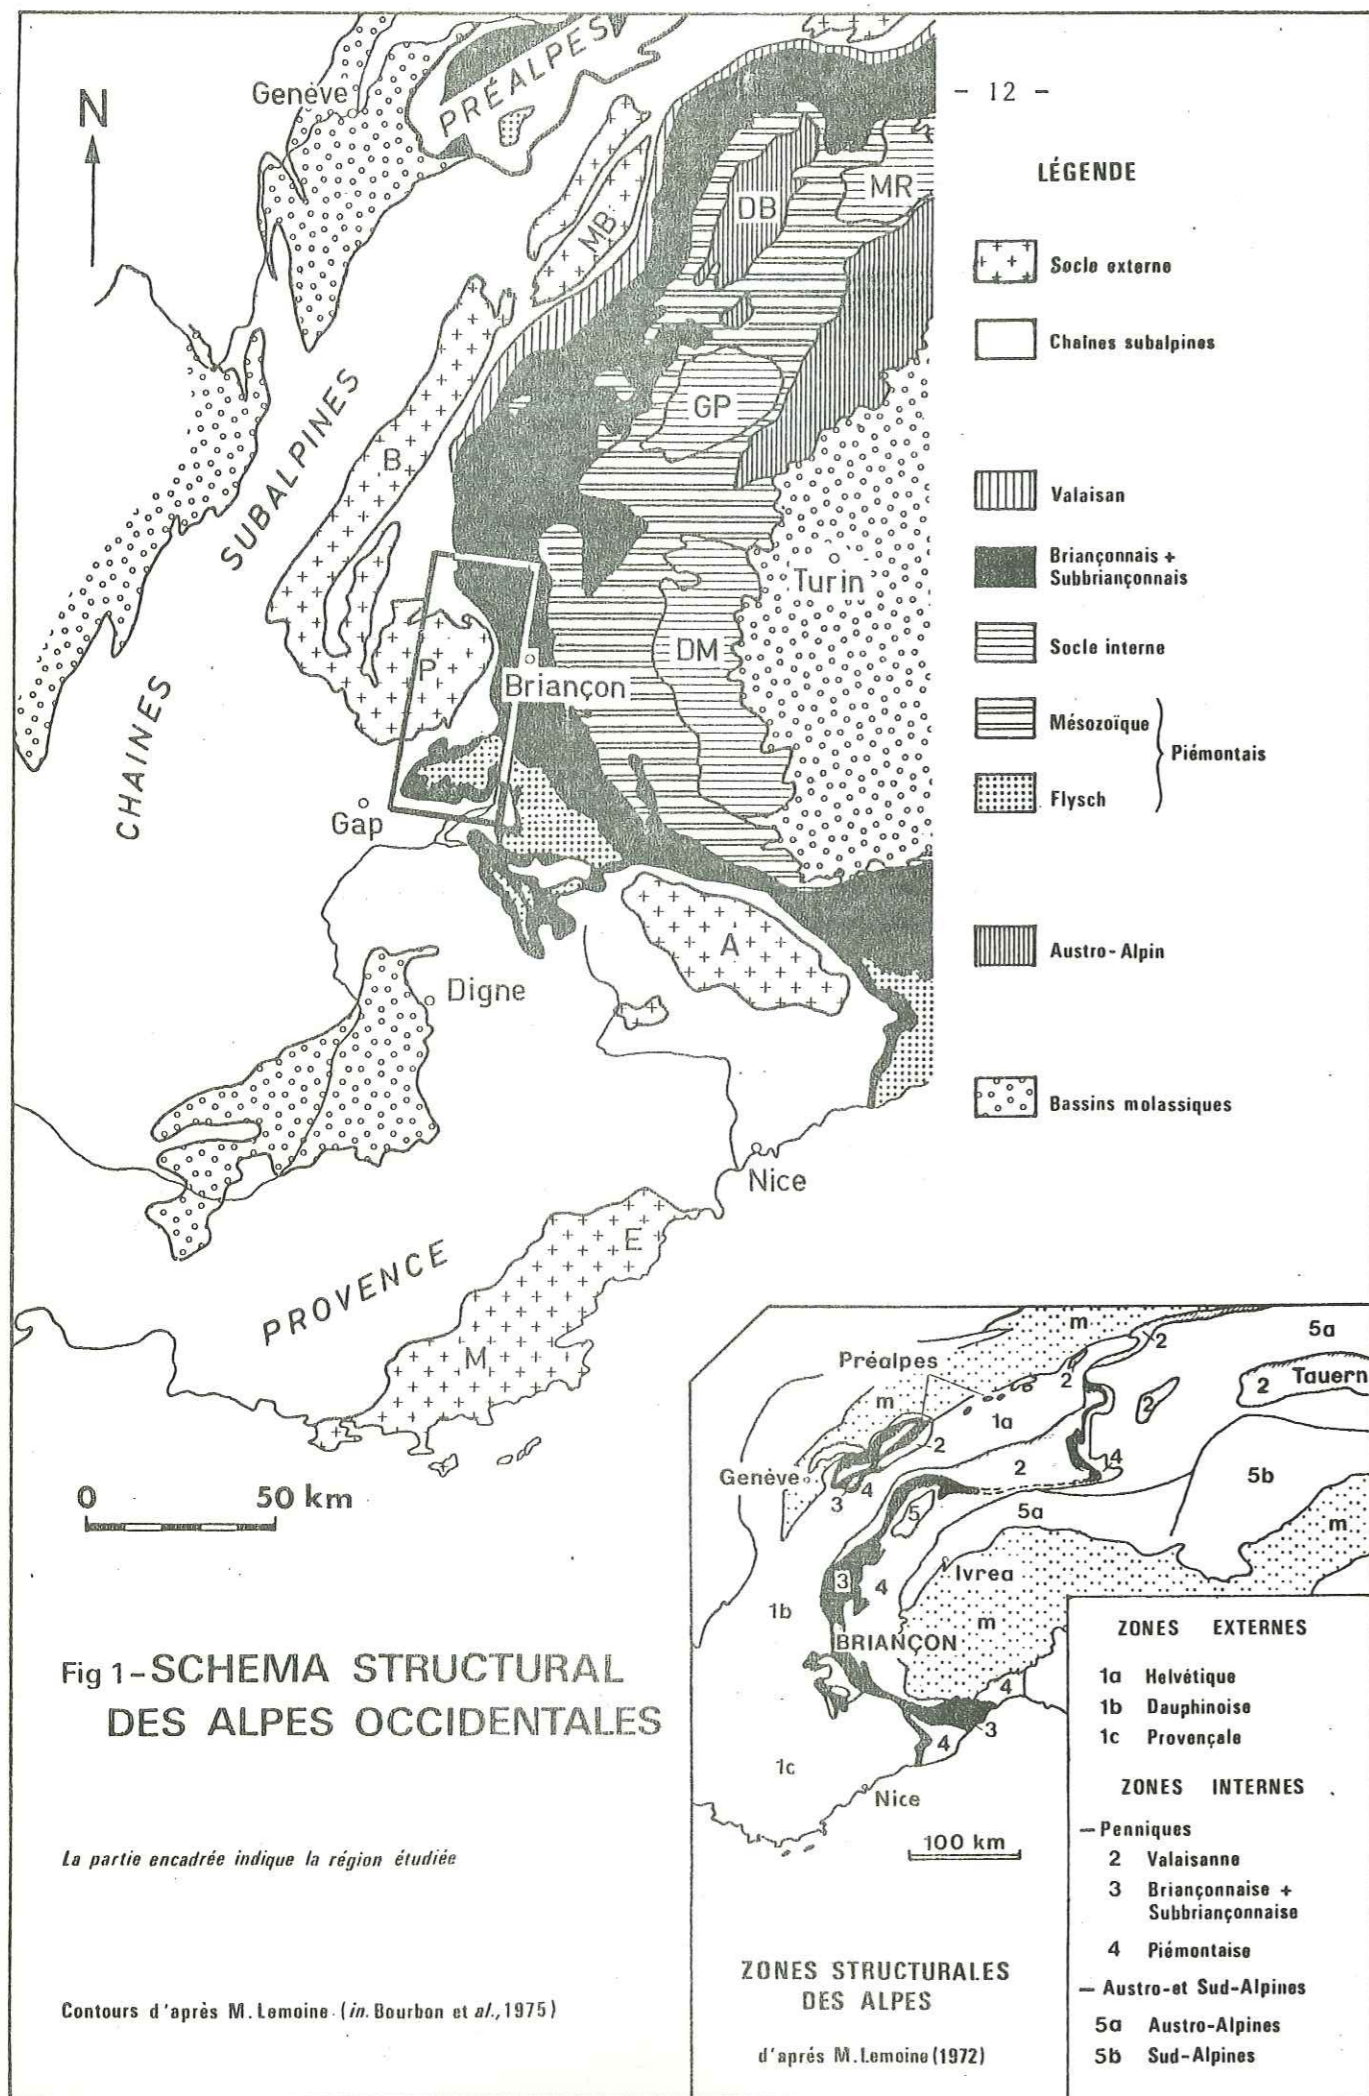 - 12 -
N
Genéve
PRÉALPES
MB
DB
MR
GP
B
SUBALPINES
CHAINES
P
Briançon
DM
Turin
Gap
A
Digne
Nice
PROVENCE
E
M
0 50 km
LÉGENDE
Socle externe
Chaînes subalpines
Valaisan
Briançonnais +
Subbriançonnais
Socle interne
Mésozoïque
Piémontais
Flysch
Austro-Alpin
Bassins molassiques
Fig 1-SCHEMA STRUCTURAL
DES ALPES OCCIDENTALES
La partie encadrée indique la région étudiée
Contours d'après M. Lemoine (in. Bourbon et al., 1975)
m
5a
2
Préalpes
2
Tauern
2
2
m
1a
2
4
Genève
2
5b
3
4
5
5a
m
Ivrea
3
4
1b
m
BRIANÇON
4
3
4
1c
Nice
100 km
ZONES STRUCTURALES
DES ALPES
d'aprés M. Lemoine (1972)
ZONES EXTERNES
1a Helvétique
1b Dauphinoise
1c Provençale
ZONES INTERNES
— Penniques
2 Valaisanne
3 Briançonnaise +
Subbriançonnaise
4 Piémontaise
— Austro-et Sud-Alpines
5a Austro-Alpines
5b Sud-Alpines